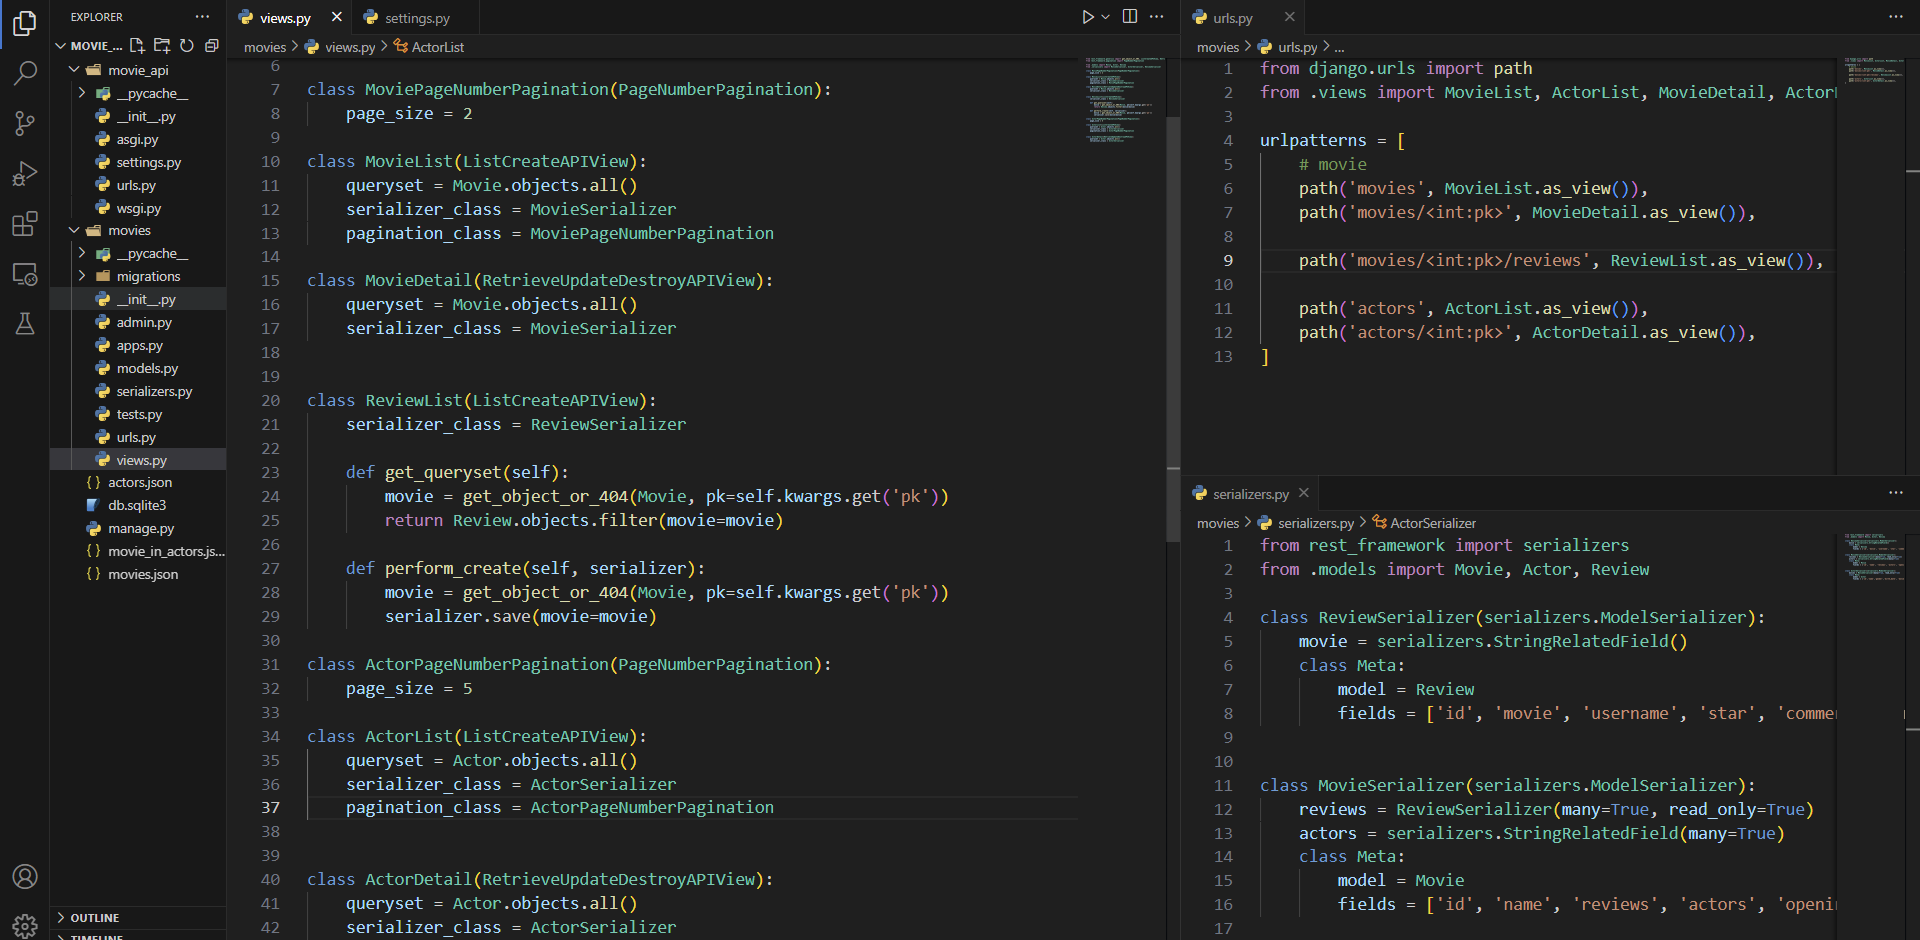 EXPLORER
MOVIE_...
movie_api
__pycache__
__init__.py
asgi.py
settings.py
urls.py
wsgi.py
movies
__pycache__
migrations
__init__.py
admin.py
apps.py
models.py
serializers.py
tests.py
urls.py
views.py
actors.json
db.sqlite3
manage.py
movie_in_actors.js...
movies.json
OUTLINE
TIMELINE
views.py
settings.py
movies > views.py > ActorList
6
7 class MoviePageNumberPagination(PageNumberPagination):
8 page_size = 2
9
10 class MovieList(ListCreateAPIView):
11 queryset = Movie.objects.all()
12 serializer_class = MovieSerializer
13 pagination_class = MoviePageNumberPagination
14
15 class MovieDetail(RetrieveUpdateDestroyAPIView):
16 queryset = Movie.objects.all()
17 serializer_class = MovieSerializer
18
19
20 class ReviewList(ListCreateAPIView):
21 serializer_class = ReviewSerializer
22
23 def get_queryset(self):
24 movie = get_object_or_404(Movie, pk=self.kwargs.get('pk'))
25 return Review.objects.filter(movie=movie)
26
27 def perform_create(self, serializer):
28 movie = get_object_or_404(Movie, pk=self.kwargs.get('pk'))
29 serializer.save(movie=movie)
30
31 class ActorPageNumberPagination(PageNumberPagination):
32 page_size = 5
33
34 class ActorList(ListCreateAPIView):
35 queryset = Actor.objects.all()
36 serializer_class = ActorSerializer
37 pagination_class = ActorPageNumberPagination
38
39
40 class ActorDetail(RetrieveUpdateDestroyAPIView):
41 queryset = Actor.objects.all()
42 serializer_class = ActorSerializer
urls.py
movies > urls.py > ...
1 from django.urls import path
2 from .views import MovieList, ActorList, MovieDetail, Actor
3
4 urlpatterns = [
5 # movie
6 path('movies', MovieList.as_view()),
7 path('movies/<int:pk>', MovieDetail.as_view()),
8
9 path('movies/<int:pk>/reviews', ReviewList.as_view()),
10
11 path('actors', ActorList.as_view()),
12 path('actors/<int:pk>', ActorDetail.as_view()),
13 ]
serializers.py
movies > serializers.py > ActorSerializer
1 from rest_framework import serializers
2 from .models import Movie, Actor, Review
3
4 class ReviewSerializer(serializers.ModelSerializer):
5 movie = serializers.StringRelatedField()
6 class Meta:
7 model = Review
8 fields = ['id', 'movie', 'username', 'star', 'comme
9
10
11 class MovieSerializer(serializers.ModelSerializer):
12 reviews = ReviewSerializer(many=True, read_only=True)
13 actors = serializers.StringRelatedField(many=True)
14 class Meta:
15 model = Movie
16 fields = ['id', 'name', 'reviews', 'actors', 'openi
17